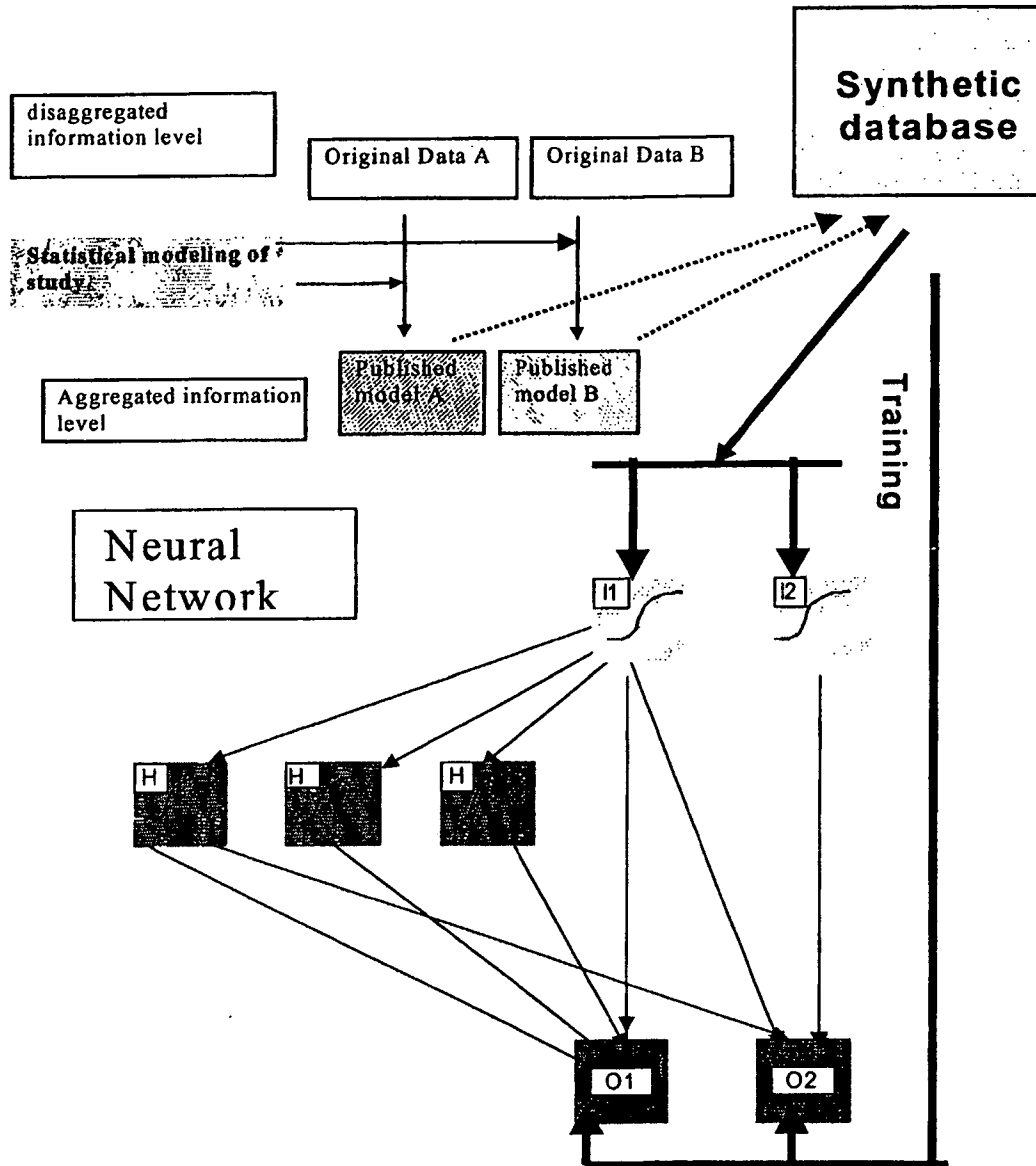 Synthetic
database
disaggregated
information level
Original Data A
Original Data B
Statistical modeling of
study
Published
model A
Published
model B
Aggregated information
level
Training
Neural
Network
I1
I2
H
H
H
O1
O2